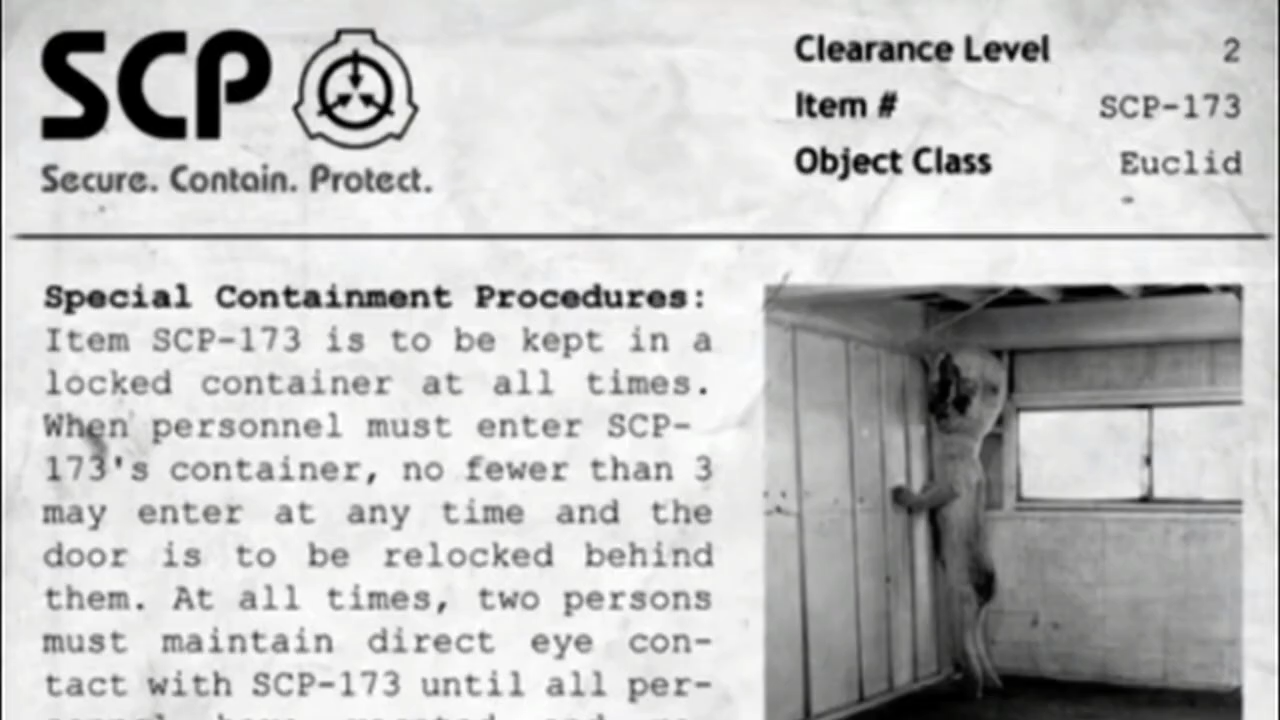 SCP
Secure. Contain. Protect.
Clearance Level 2
Item # SCP-173
Object Class Euclid
Special Containment Procedures:
Item SCP-173 is to be kept in a
locked container at all times.
When personnel must enter SCP-
173's container, no fewer than 3
may enter at any time and the
door is to be relocked behind
them. At all times, two persons
must maintain direct eye con-
tact with SCP-173 until all per-